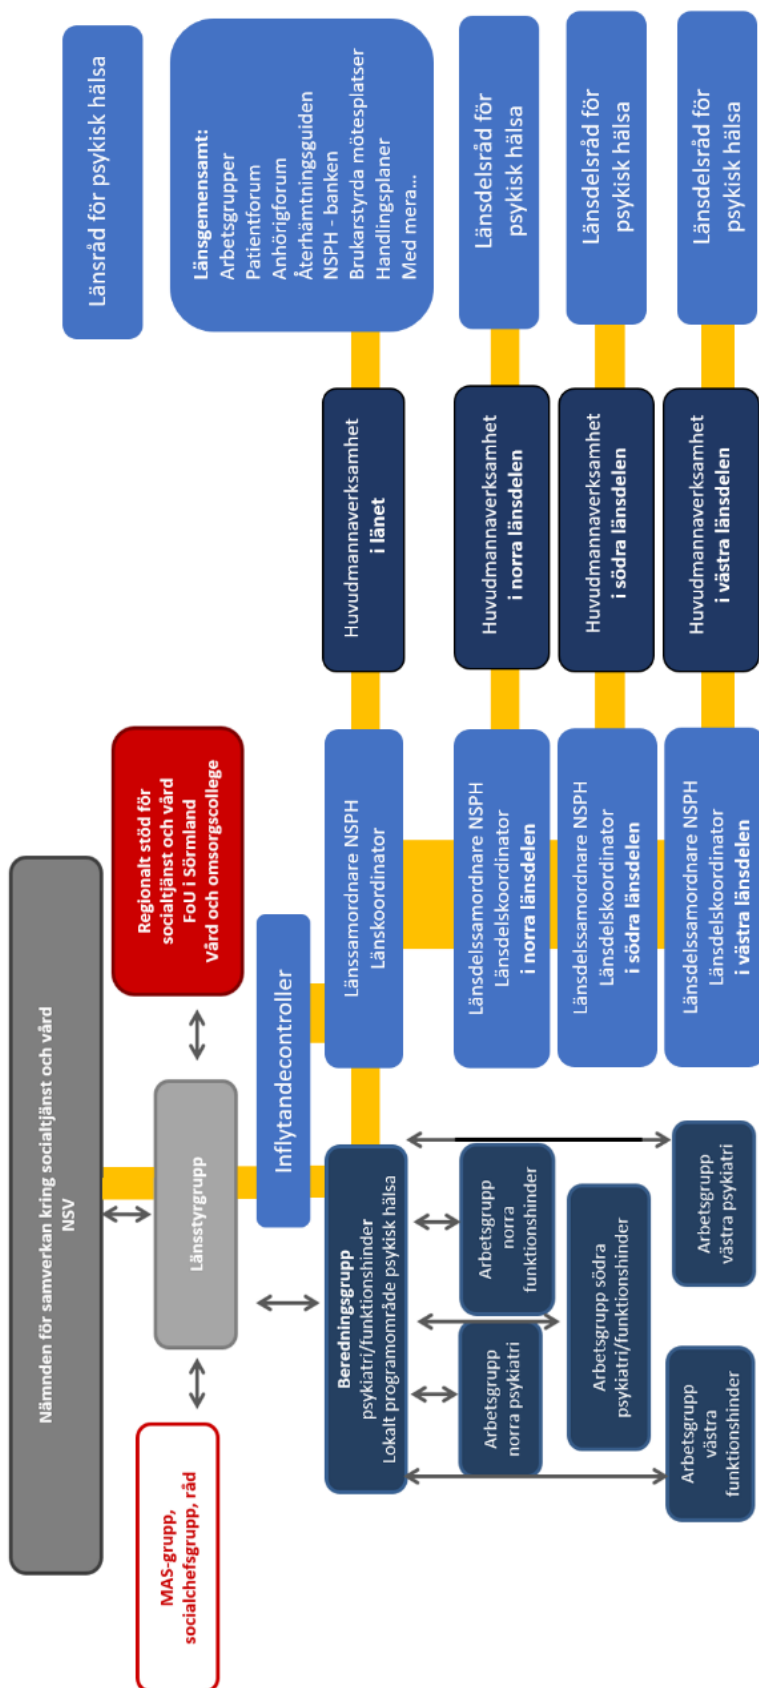 Nämnden för samverkan kring socialtjänst och vård
NSV
MAS-grupp,
socialchefsgrupp, råd
Länsstyrgrupp
Regionalt stöd för
socialtjänst och vård
FoU i Sörmland
Vård och omsorgscollege
Länsråd för psykisk hälsa
Inflytandecontroller
Länsgemensamt:
Arbetsgrupper
Patientforum
Anhörigforum
Återhämtningsguiden
NSPH - banken
Brukarstyrda mötesplatser
Handlingsplaner
Med mera...
Beredningsgrupp
psykiatri/funktionshinder
Lokalt programområde psykisk hälsa
Länssamordnare NSPH
Länskoordinator
Huvudmannaverksamhet
i länet
Arbetsgrupp
norra psykiatri
Arbetsgrupp
norra
funktionshinder
Länsdelssamordnare NSPH
Länsdelskoordinator
i norra länsdelen
Huvudmannaverksamhet
i norra länsdelen
Länsdelsråd för
psykisk hälsa
Arbetsgrupp södra
psykiatri/funktionshinder
Länsdelssamordnare NSPH
Länsdelskoordinator
i södra länsdelen
Huvudmannaverksamhet
i södra länsdelen
Länsdelsråd för
psykisk hälsa
Arbetsgrupp
västra
funktionshinder
Arbetsgrupp
västra psykiatri
Länsdelssamordnare NSPH
Länsdelskoordinator
i västra länsdelen
Huvudmannaverksamhet
i västra länsdelen
Länsdelsråd för
psykisk hälsa